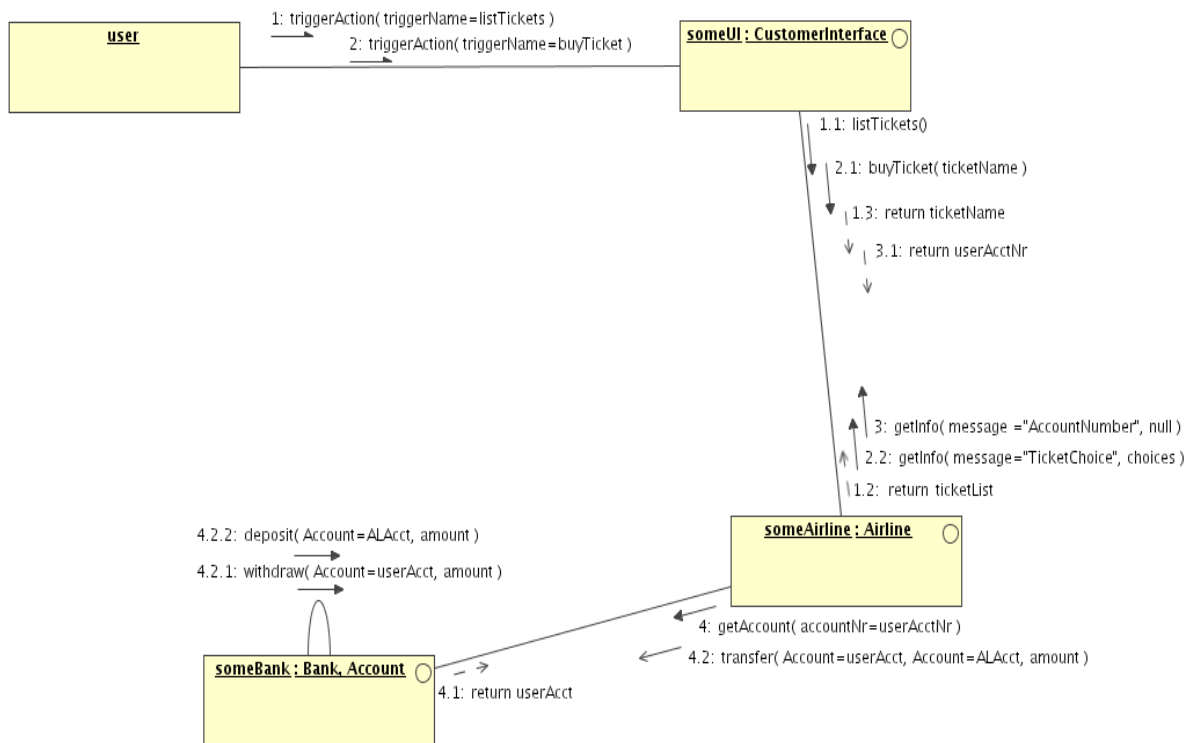 1: triggerAction( triggerName=listTickets )
user
someUI : CustomerInterface
2: triggerAction( triggerName=buyTicket )
1.1: listTickets()
2.1: buyTicket( ticketName )
1.3: return ticketName
3.1: return userAcctNr
3: getInfo( message ="AccountNumber", null )
2.2: getInfo( message="TicketChoice", choices )
1.2: return ticketList
someAirline : Airline
4.2.2: deposit( Account=ALAcct, amount )
4.2.1: withdraw( Account=userAcct, amount )
4: getAccount( accountNr=userAcctNr )
4.2: transfer( Account=userAcct, Account=ALAcct, amount )
someBank : Bank, Account
4.1: return userAcct